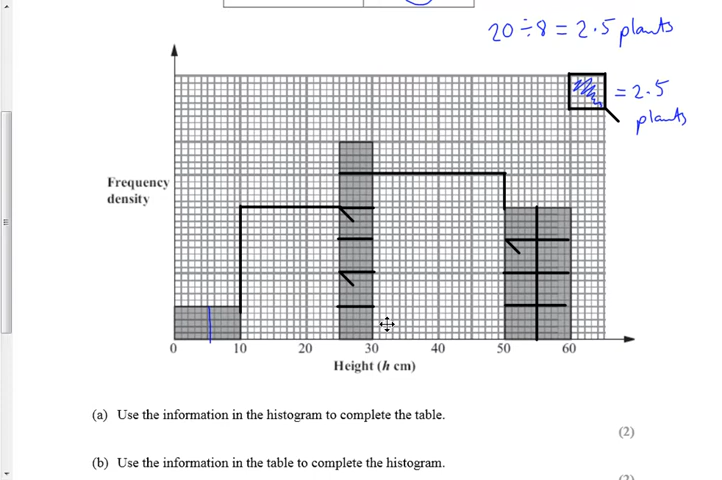 20 ÷ 8 = 2.5 plants
= 2.5
plants
Frequency
density
0 10 20 30 40 50 60
Height (h cm)
(a) Use the information in the histogram to complete the table.
(2)
(b) Use the information in the table to complete the histogram.